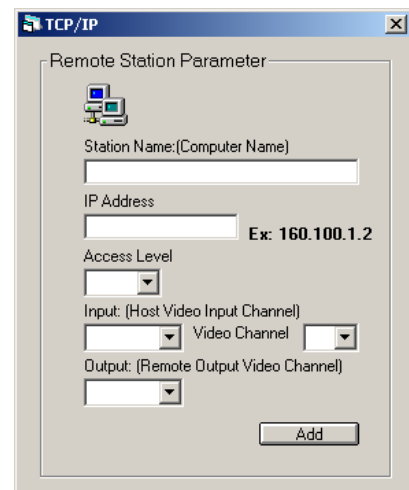 TCP/IP
Remote Station Parameter
Station Name:(Computer Name)
IP Address
Ex: 160.100.1.2
Access Level
Input: (Host Video Input Channel)
Video Channel
Output: (Remote Output Video Channel)
Add